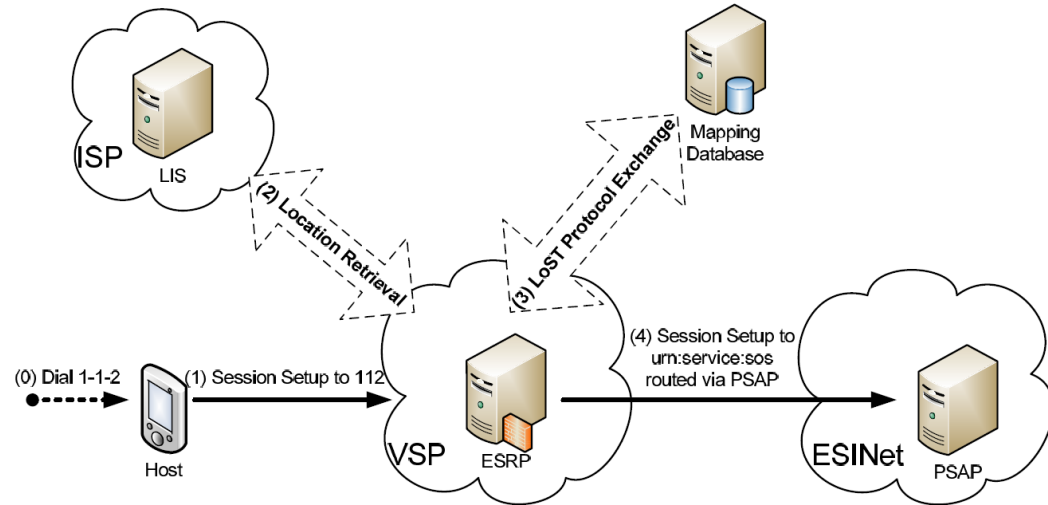 ISP
LIS
Mapping
Database
(2) Location Retrieval
(3) LoST Protocol Exchange
(0) Dial 1-1-2
(1) Session Setup to 112
(4) Session Setup to
urn:service:sos
routed via PSAP
Host
VSP
ESRP
ESINet
PSAP